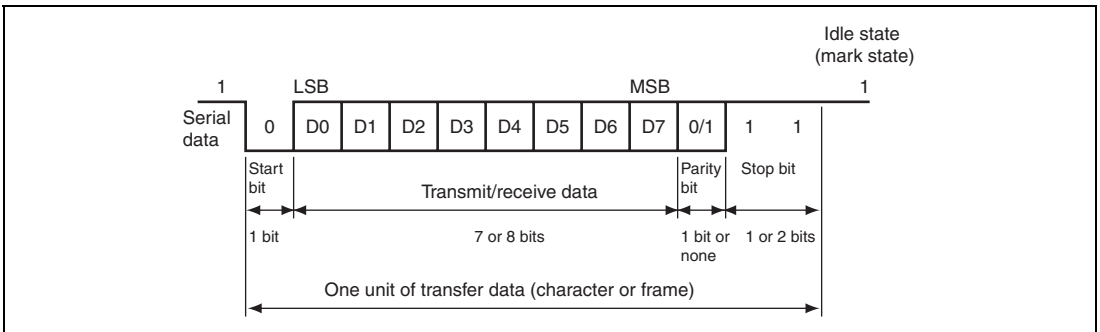 Idle state
(mark state)
1 LSB MSB 1
Serial
data
0 D0 D1 D2 D3 D4 D5 D6 D7 0/1 1 1
Start
bit
Transmit/receive data
Parity
bit
Stop bit
1 bit
7 or 8 bits
1 bit or
none
1 or 2 bits
One unit of transfer data (character or frame)